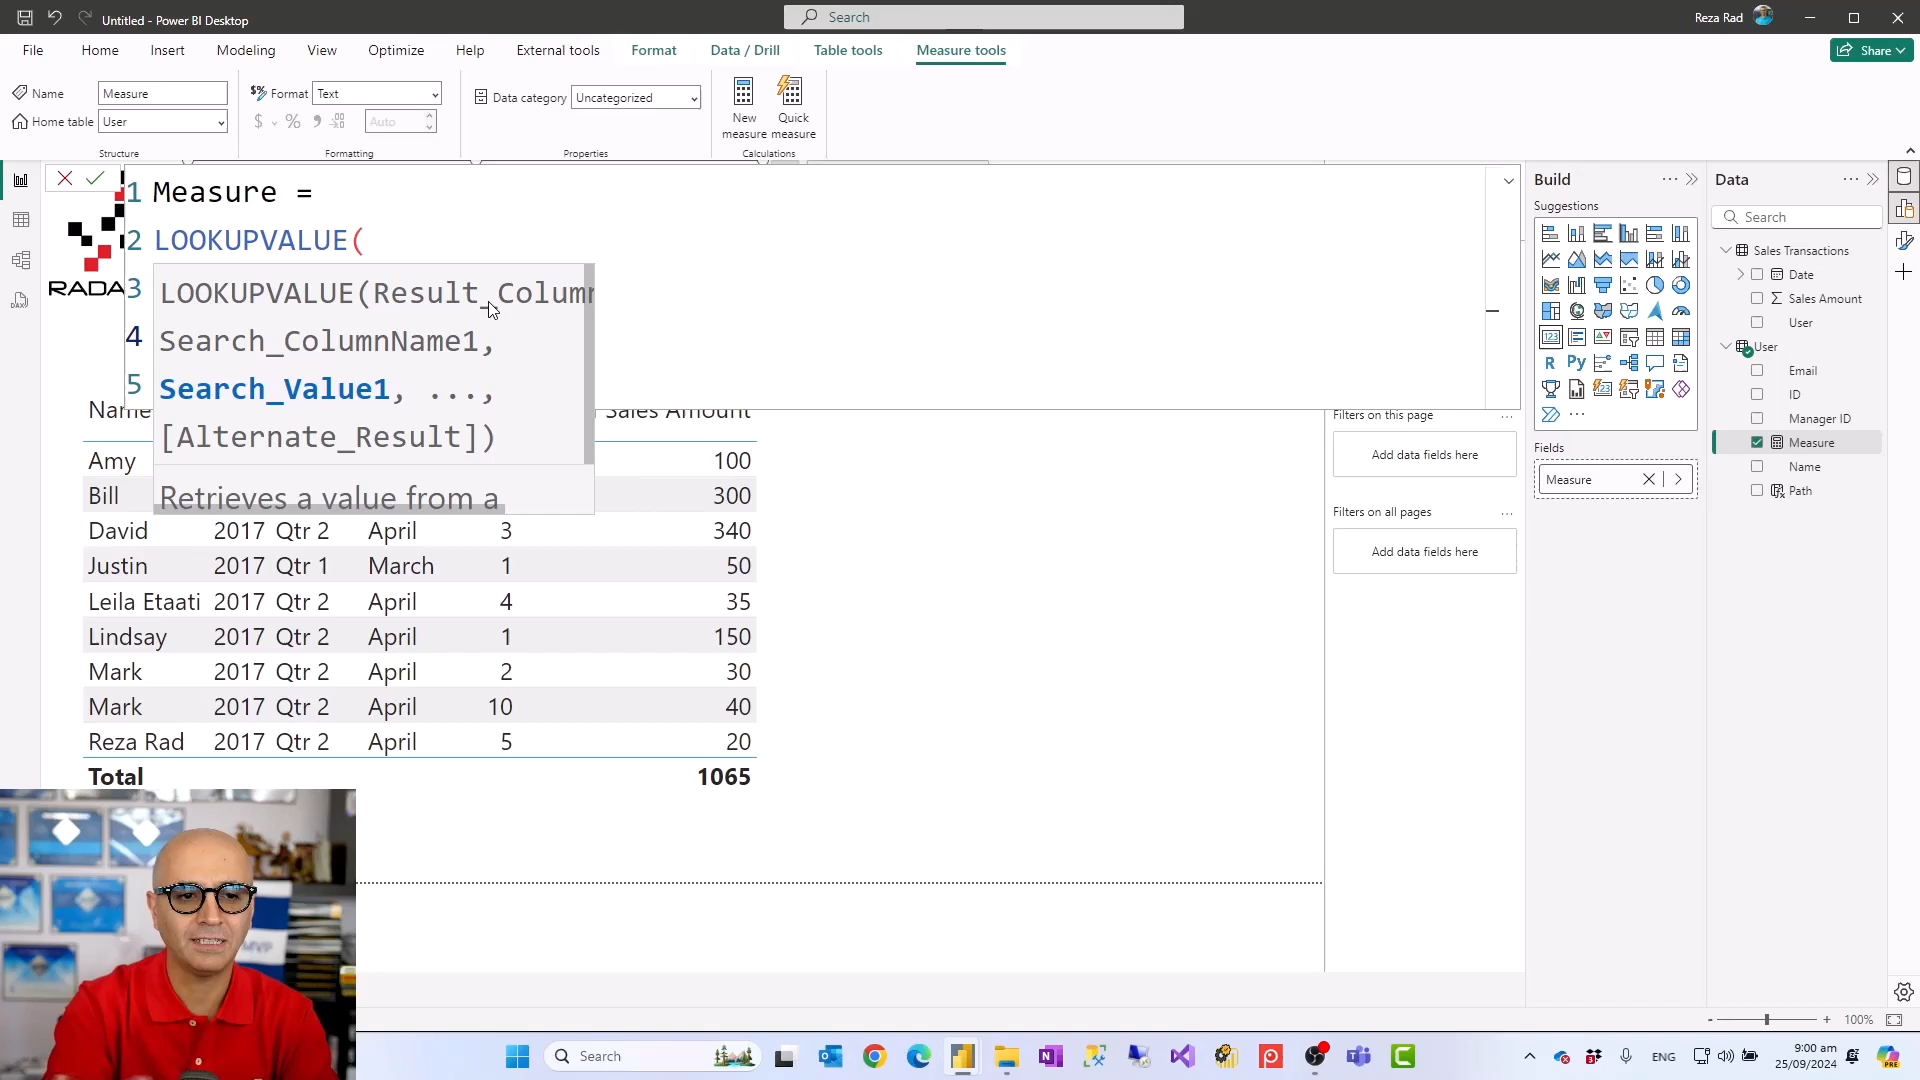 Untitled - Power BI Desktop
Search
Reza Rad
File Home Insert Modeling View Optimize Help External tools Format Data / Drill Table tools Measure tools
Share
Name Measure
Home table User
Structure
Format Text
$ % Auto
Formatting
Data category Uncategorized
Properties
New measure
Quick measure
Calculations
RADA
1 Measure =
2 LOOKUPVALUE(
3
4
5
LOOKUPVALUE(Result_Column
Search_ColumnName1,
Search_Value1, ...,
[Alternate_Result])
Retrieves a value from a
Name Sales Amount
Amy 100
Bill 300
David 2017 Qtr 2 April 3 340
Justin 2017 Qtr 1 March 1 50
Leila Etaati 2017 Qtr 2 April 4 35
Lindsay 2017 Qtr 2 April 1 150
Mark 2017 Qtr 2 April 2 30
Mark 2017 Qtr 2 April 10 40
Reza Rad 2017 Qtr 2 April 5 20
Total 1065
Filters on this page ...
Add data fields here
Filters on all pages ...
Add data fields here
Build
Suggestions
R Py
Fields
Measure
Data
Search
Sales Transactions
Date
Sales Amount
User
User
Email
ID
Manager ID
Measure
Name
Path
- + 100%
MVP
Search
ENG
9:00 am
25/09/2024
PRE